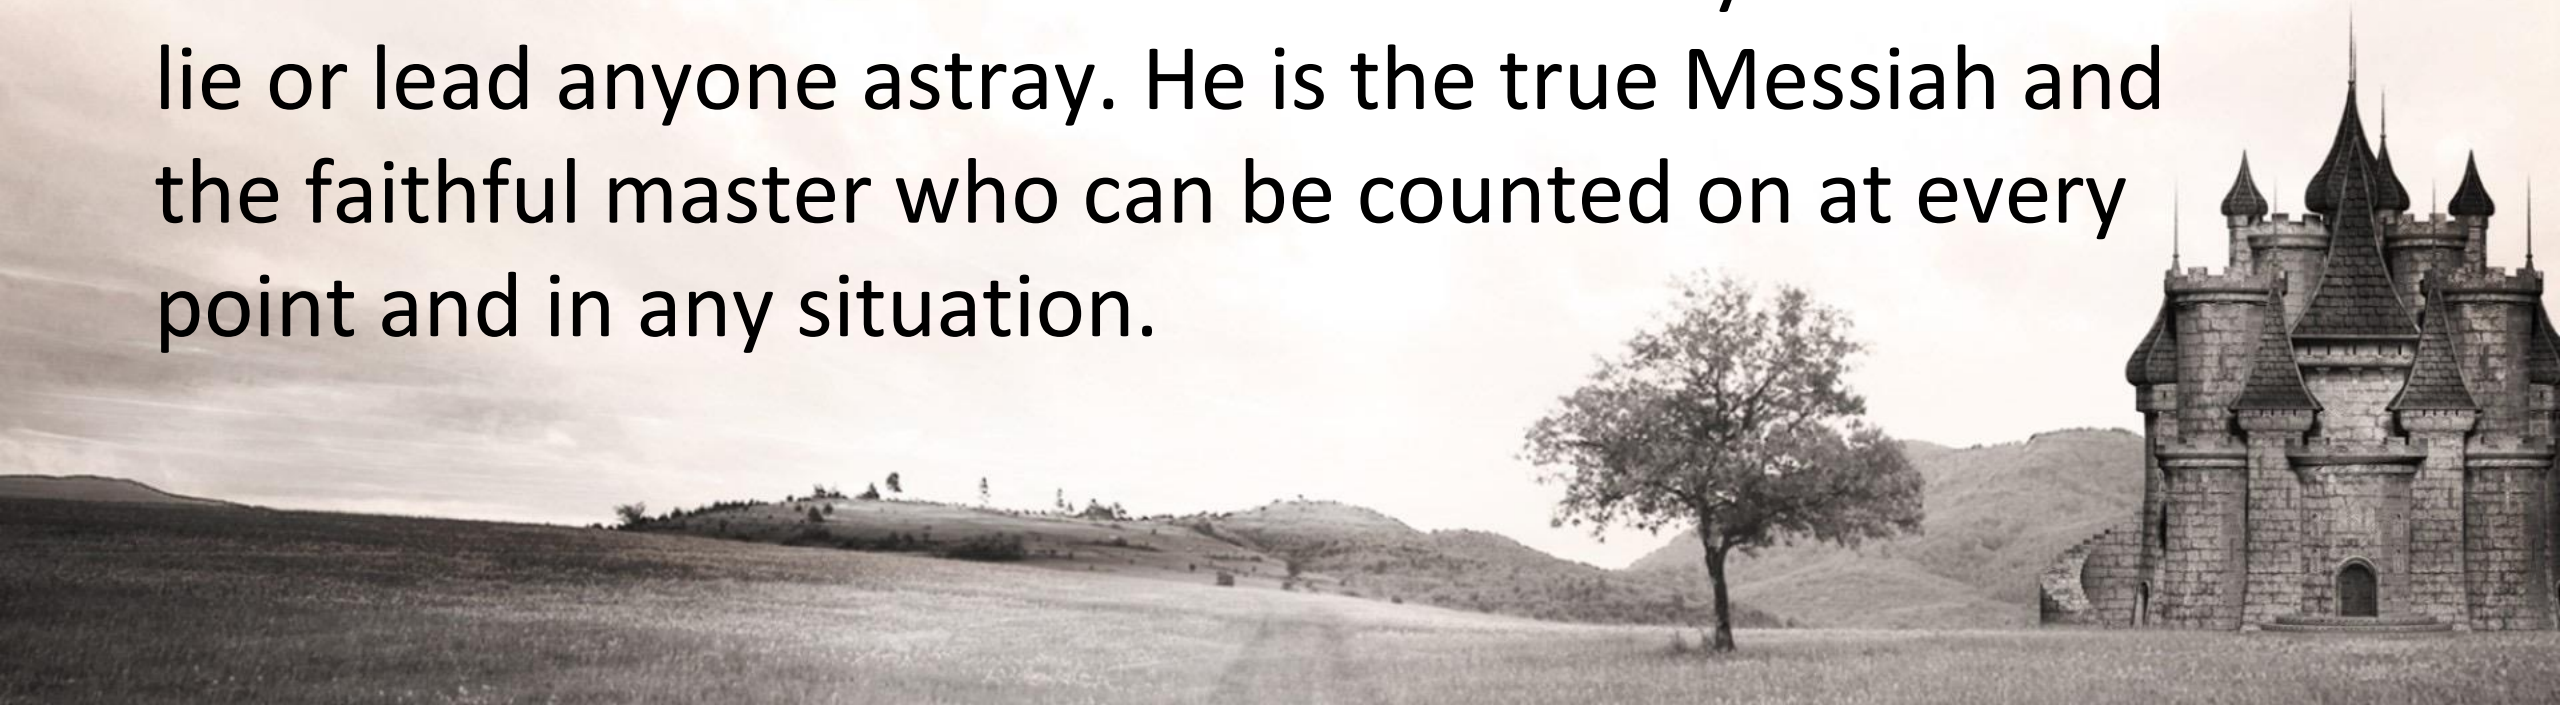 lie or lead anyone astray. He is the true Messiah and
the faithful master who can be counted on at every
point and in any situation.